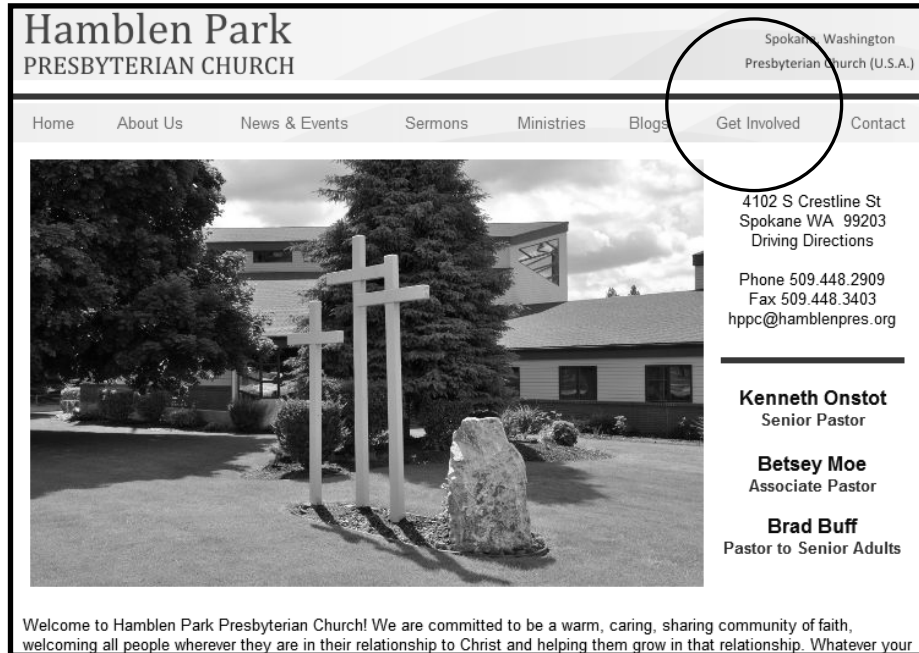 Hamblen Park
PRESBYTERIAN CHURCH
Spokane, Washington
Presbyterian Church (U.S.A.)
Home About Us News & Events Sermons Ministries Blogs Get Involved Contact
4102 S Crestline St
Spokane WA 99203
Driving Directions
Phone 509.448.2909
Fax 509.448.3403
hppc@hamblenpres.org
Kenneth Onstot
Senior Pastor
Betsey Moe
Associate Pastor
Brad Buff
Pastor to Senior Adults
Welcome to Hamblen Park Presbyterian Church! We are committed to be a warm, caring, sharing community of faith,
welcoming all people wherever they are in their relationship to Christ and helping them grow in that relationship. Whatever your